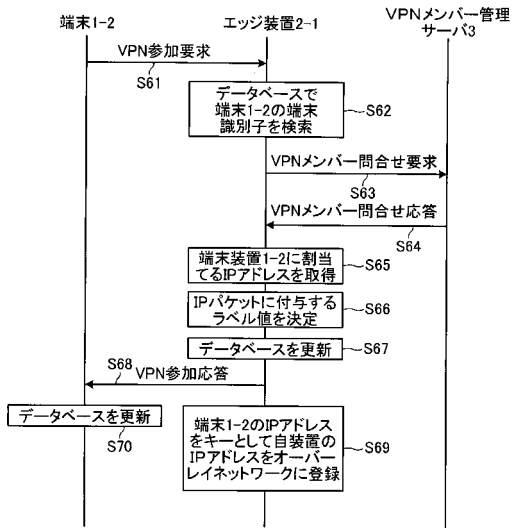 端末1-2
エッジ装置2-1
VPNメンバー管理
サーバ3
VPN参加要求
S61
データベースで
端末1-2の端末
識別子を検索
S62
VPNメンバー問合せ要求
S63
VPNメンバー問合せ応答
S64
端末装置1-2に割当
てるIPアドレスを取得
S65
IPパケットに付与する
ラベル値を決定
S66
データベースを更新
S67
S68
VPN参加応答
データベースを更新
S70
端末1-2のIPアドレス
をキーとして自装置の
IPアドレスをオーバー
レイネットワークに登録
S69